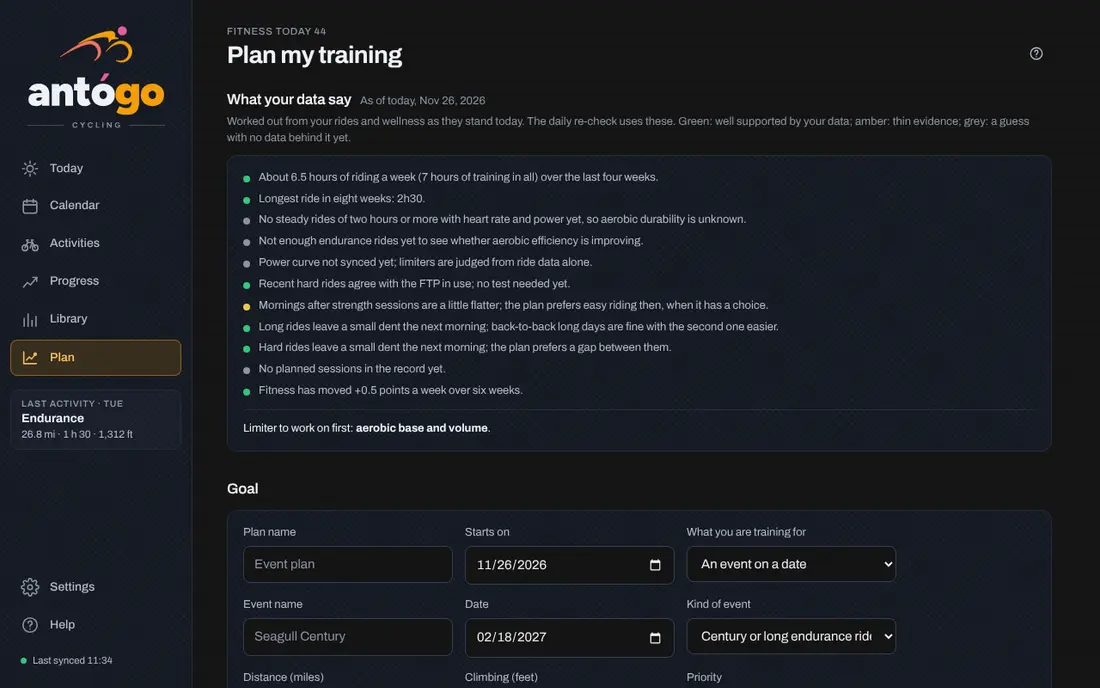 antógo
CYCLING
Today
Calendar
Activities
Progress
Library
Plan
LAST ACTIVITY · TUE
Endurance
26.8 mi · 1 h 30 · 1,312 ft
Settings
Help
Last synced 11:34
FITNESS TODAY 44
Plan my training
What your data say As of today, Nov 26, 2026
Worked out from your rides and wellness as they stand today. The daily re-check uses these. Green: well supported by your data; amber: thin evidence; grey: a guess
with no data behind it yet.
About 6.5 hours of riding a week (7 hours of training in all) over the last four weeks.
Longest ride in eight weeks: 2h30.
No steady rides of two hours or more with heart rate and power yet, so aerobic durability is unknown.
Not enough endurance rides yet to see whether aerobic efficiency is improving.
Power curve not synced yet; limiters are judged from ride data alone.
Recent hard rides agree with the FTP in use; no test needed yet.
Mornings after strength sessions are a little flatter; the plan prefers easy riding then, when it has a choice.
Long rides leave a small dent the next morning; back-to-back long days are fine with the second one easier.
Hard rides leave a small dent the next morning; the plan prefers a gap between them.
No planned sessions in the record yet.
Fitness has moved +0.5 points a week over six weeks.
Limiter to work on first: aerobic base and volume.
Goal
Plan name Starts on What you are training for
Event plan 11/26/2026 An event on a date
Event name Date Kind of event
Seagull Century 02/18/2027 Century or long endurance ride
Distance (miles) Climbing (feet) Priority